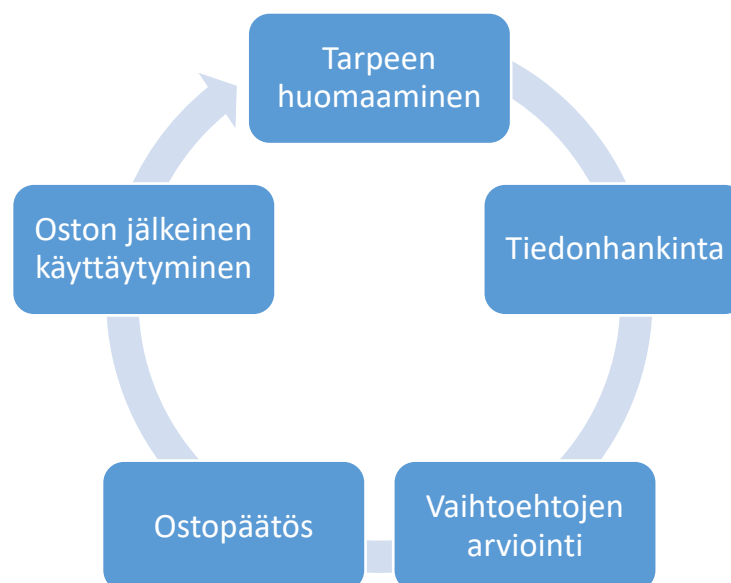 Tarpeen
huomaaminen
Tiedonhankinta
Vaihtoehtojen
arviointi
Ostopäätös
Oston jälkeinen
käyttäytyminen